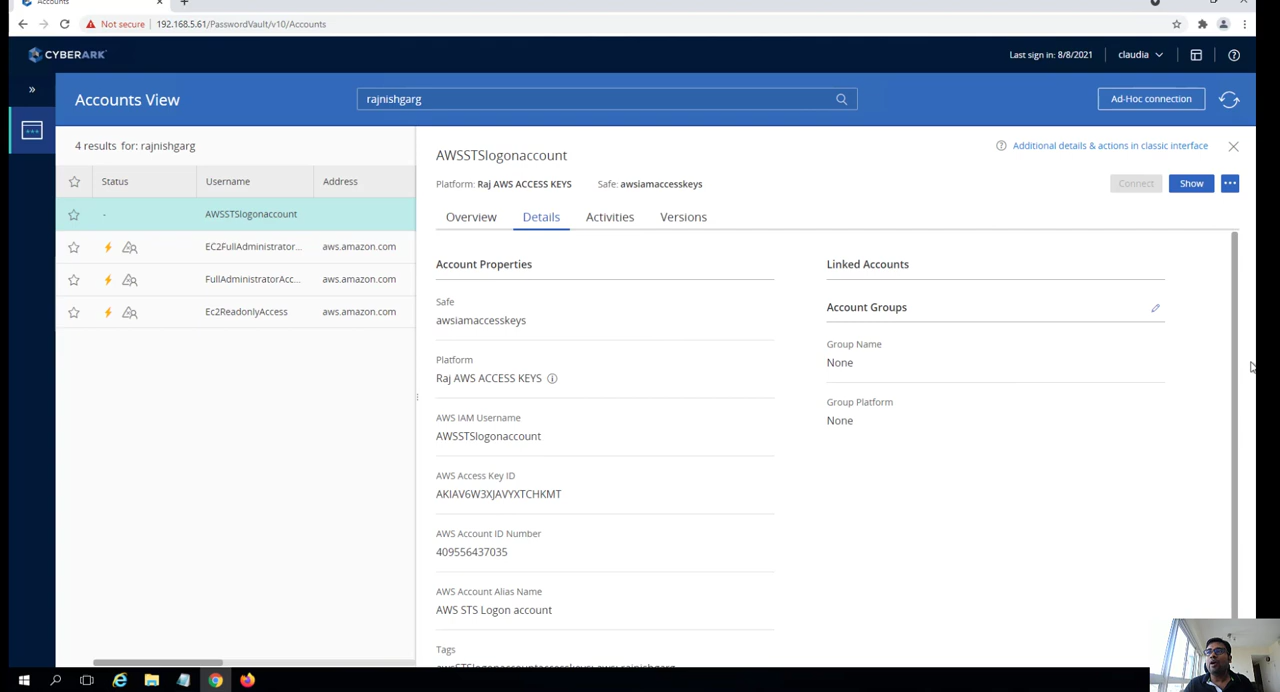 Accounts
Not secure
192.168.5.61/PasswordVault/v10/Accounts
CYBERARK
Last sign in: 8/8/2021
claudia
Accounts View
rajnishgarg
Ad-Hoc connection
4 results for: rajnishgarg
Status Username Address
- AWSSTSlogonaccount
EC2FullAdministrator... aws.amazon.com
FullAdministratorAcc... aws.amazon.com
Ec2ReadonlyAccess aws.amazon.com
AWSSTSlogonaccount
Additional details & actions in classic interface
Platform: Raj AWS ACCESS KEYS Safe: awsiamaccesskeys
Connect Show
Overview Details Activities Versions
Account Properties
Safe
awsiamaccesskeys
Platform
Raj AWS ACCESS KEYS
AWS IAM Username
AWSSTSlogonaccount
AWS Access Key ID
AKIAV6W3XJAVYXTCHKMT
AWS Account ID Number
409556437035
AWS Account Alias Name
AWS STS Logon account
Tags
Linked Accounts
Account Groups
Group Name
None
Group Platform
None